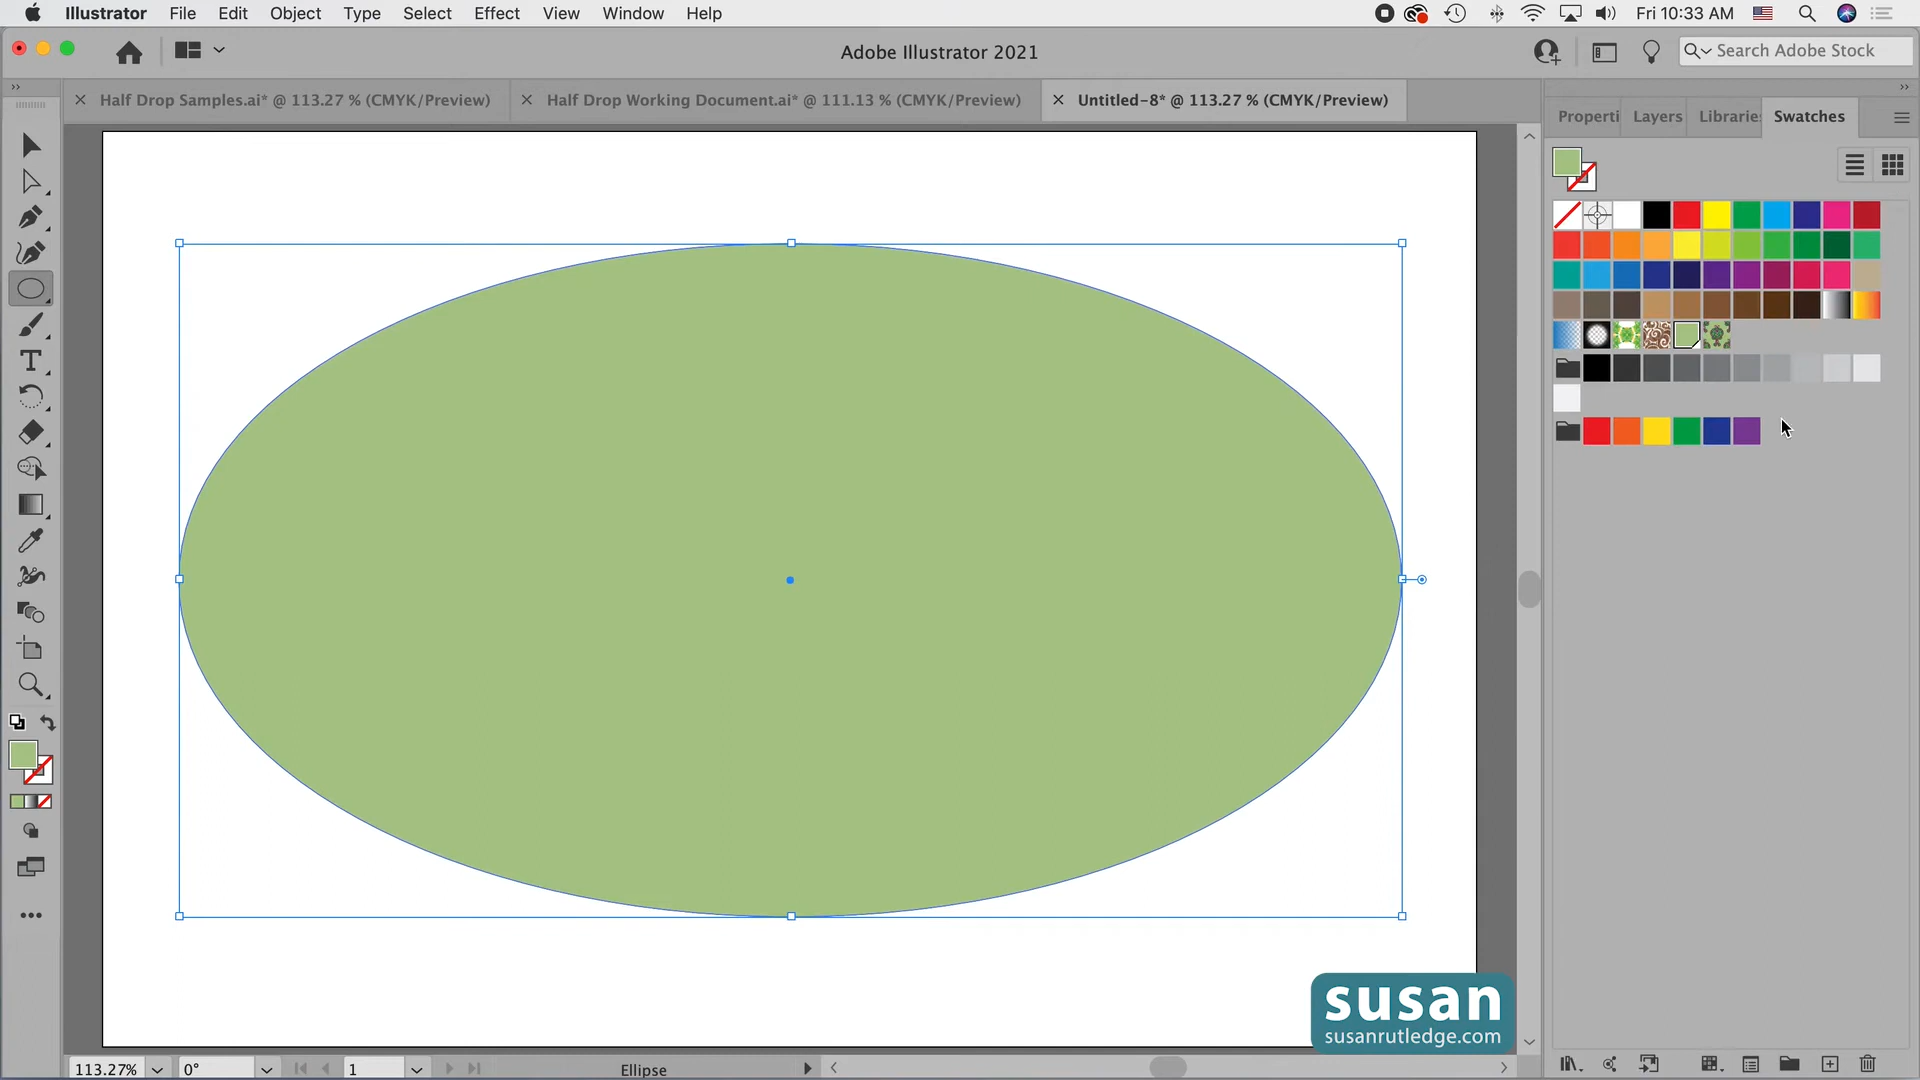 Illustrator File Edit Object Type Select Effect View Window Help
Fri 10:33 AM
Adobe Illustrator 2021
Search Adobe Stock
Half Drop Samples.ai* @ 113.27 % (CMYK/Preview)
Half Drop Working Document.ai* @ 111.13 % (CMYK/Preview)
Untitled-8* @ 113.27 % (CMYK/Preview)
Properti Layers Librarie Swatches
susan
susanrutledge.com
113.27% 0° 1 Ellipse